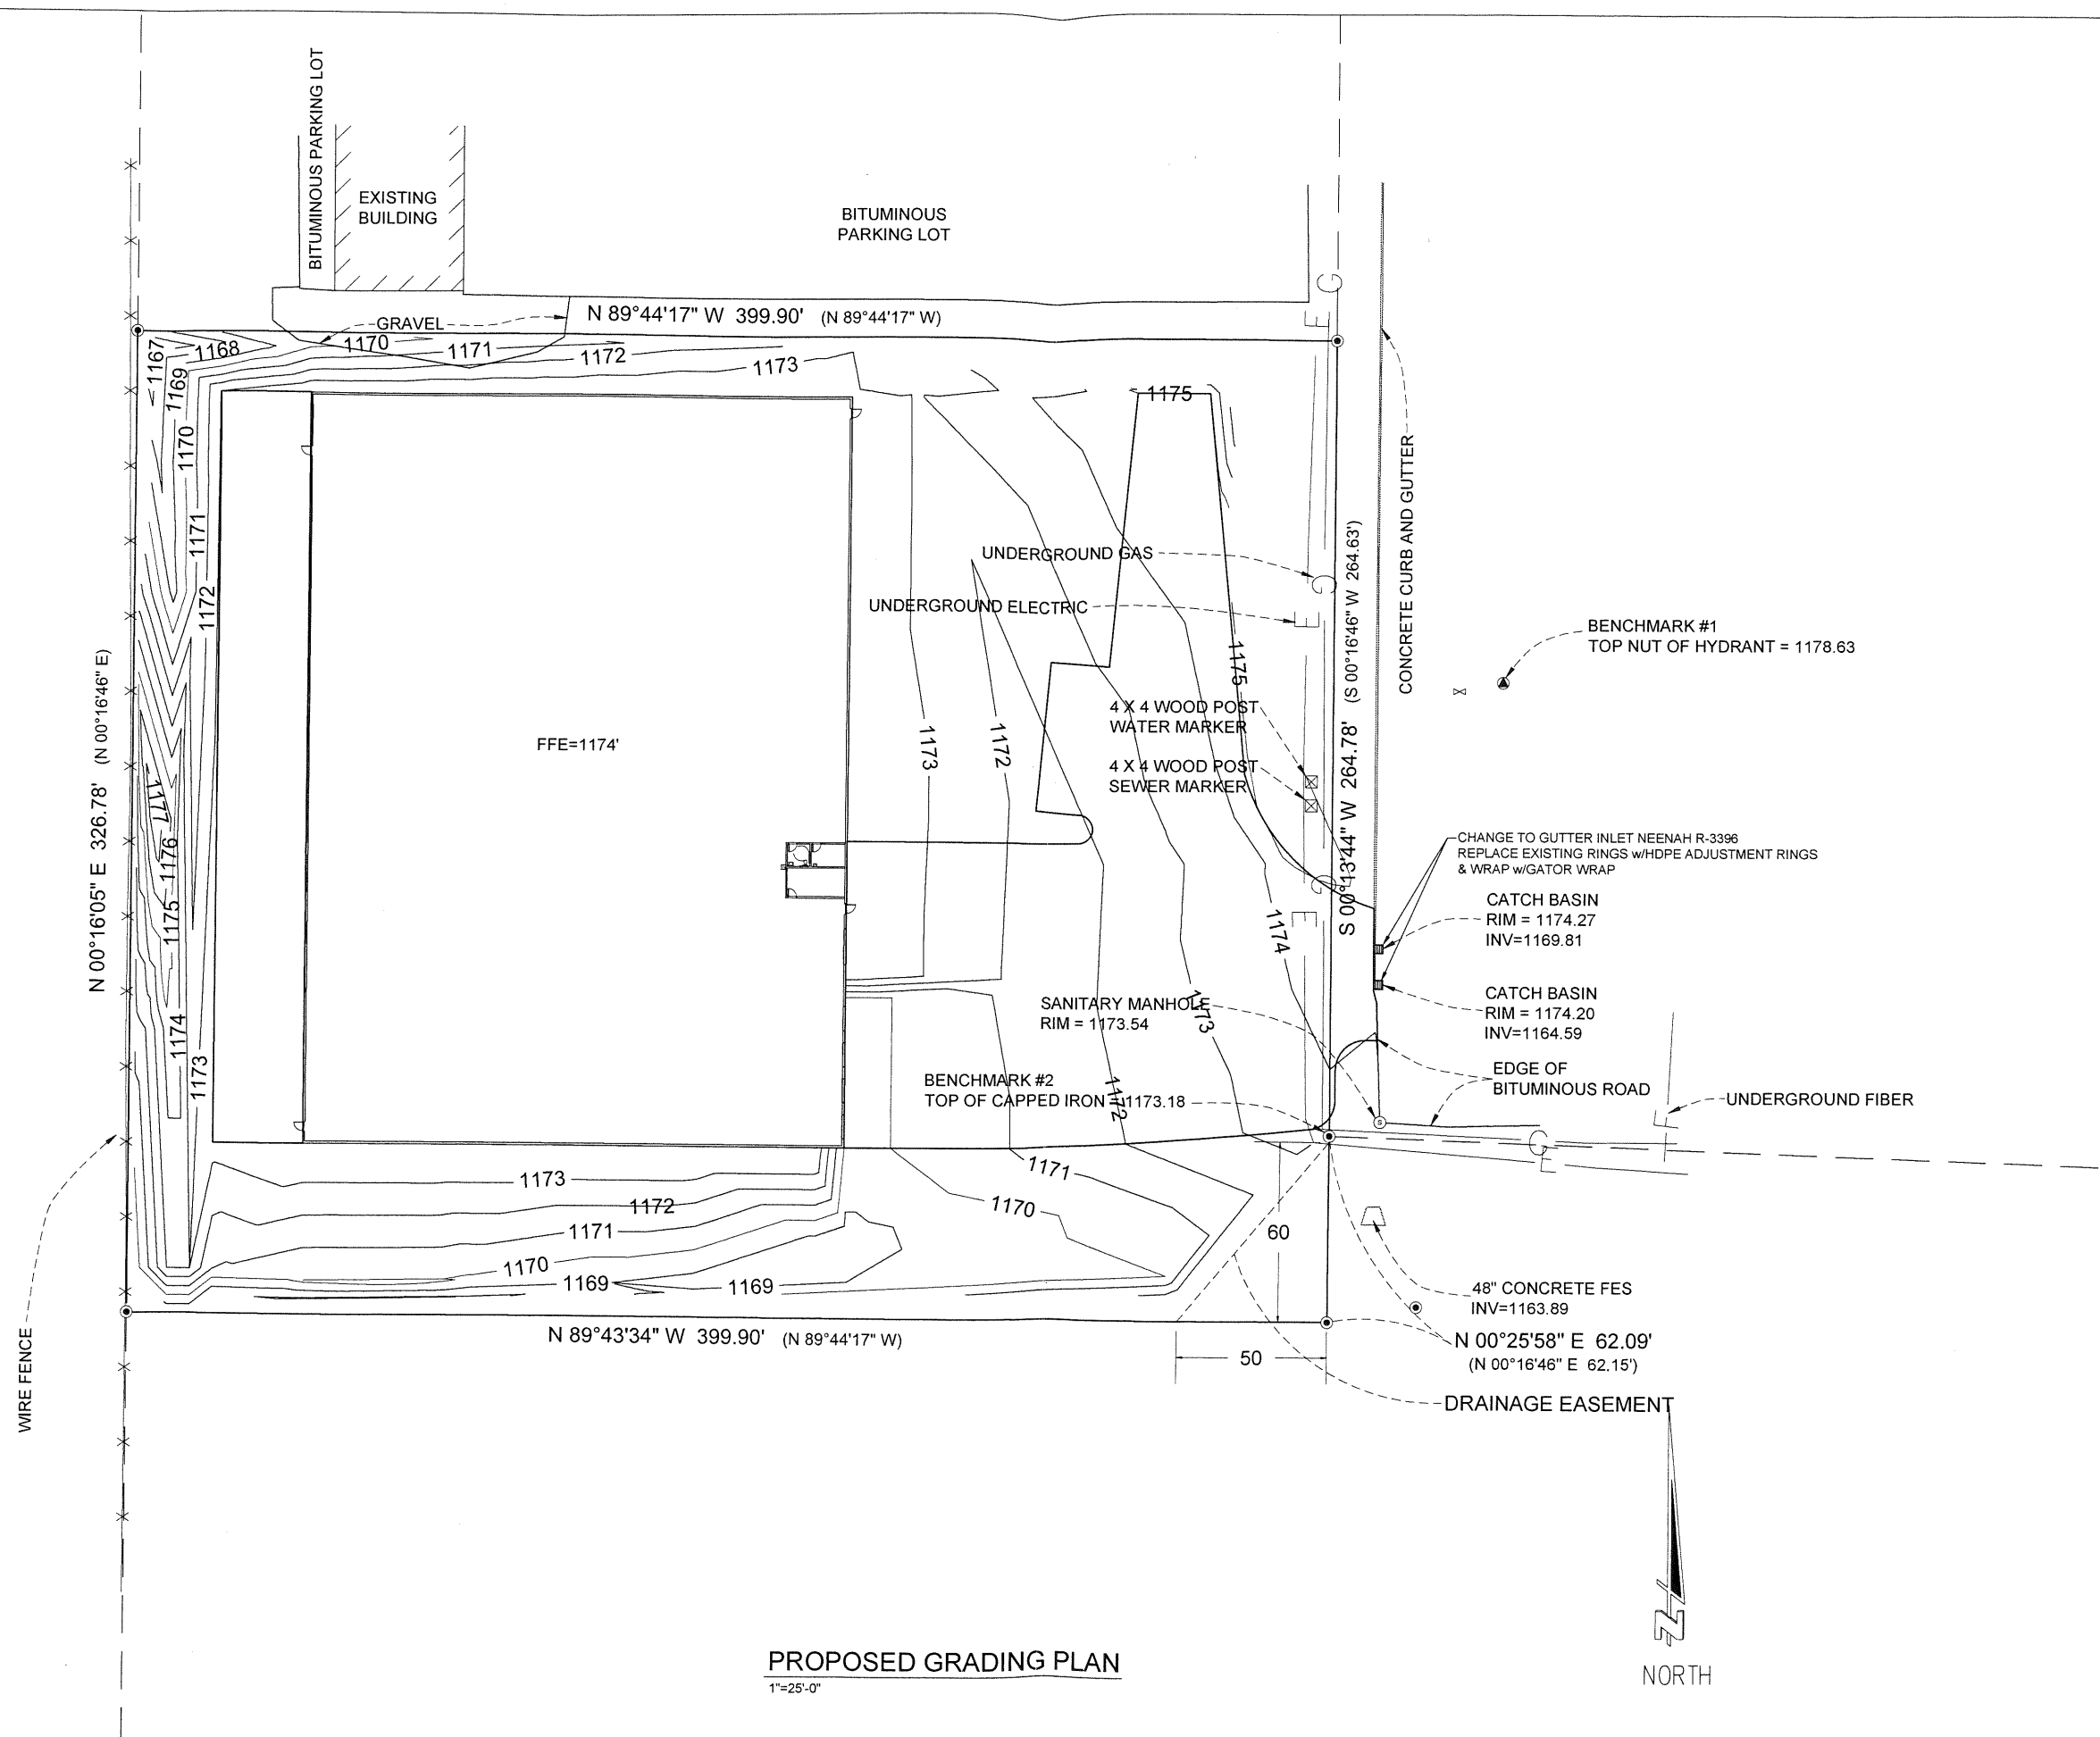 BITUMINOUS PARKING LOT
EXISTING
BUILDING
BITUMINOUS
PARKING LOT
G
E
GRAVEL
N 89°44'17" W 399.90' (N 89°44'17" W)
1167
1168
1169
1170
1170
1171
1172
1173
1175
1171
1172
CONCRETE CURB AND GUTTER
UNDERGROUND GAS
G
UNDERGROUND ELECTRIC
E
S 00°13'44" W 264.78' (S 00°16'46" W 264.63')
BENCHMARK #1
TOP NUT OF HYDRANT = 1178.63
N 00°16'05" E 326.78' (N 00°16'46" E)
FFE=1174'
1173
1172
1175
4 X 4 WOOD POST
WATER MARKER
4 X 4 WOOD POST
SEWER MARKER
1177
1176
1175
1174
1173
G
E
1174
CHANGE TO GUTTER INLET NEENAH R-3396
REPLACE EXISTING RINGS w/HDPE ADJUSTMENT RINGS
& WRAP w/GATOR WRAP
CATCH BASIN
RIM = 1174.27
INV=1169.81
CATCH BASIN
RIM = 1174.20
INV=1164.59
SANITARY MANHOLE
RIM = 1173.54
1173
EDGE OF
BITUMINOUS ROAD
BENCHMARK #2
TOP OF CAPPED IRON = 1173.18
1172
S
UNDERGROUND FIBER
F
G
E
WIRE FENCE
1173
1172
1171
1170
1169
1169
1171
1170
60
50
48" CONCRETE FES
INV=1163.89
N 89°43'34" W 399.90' (N 89°44'17" W)
N 00°25'58" E 62.09'
(N 00°16'46" E 62.15')
DRAINAGE EASEMENT
PROPOSED GRADING PLAN
1"=25'-0"
N
NORTH